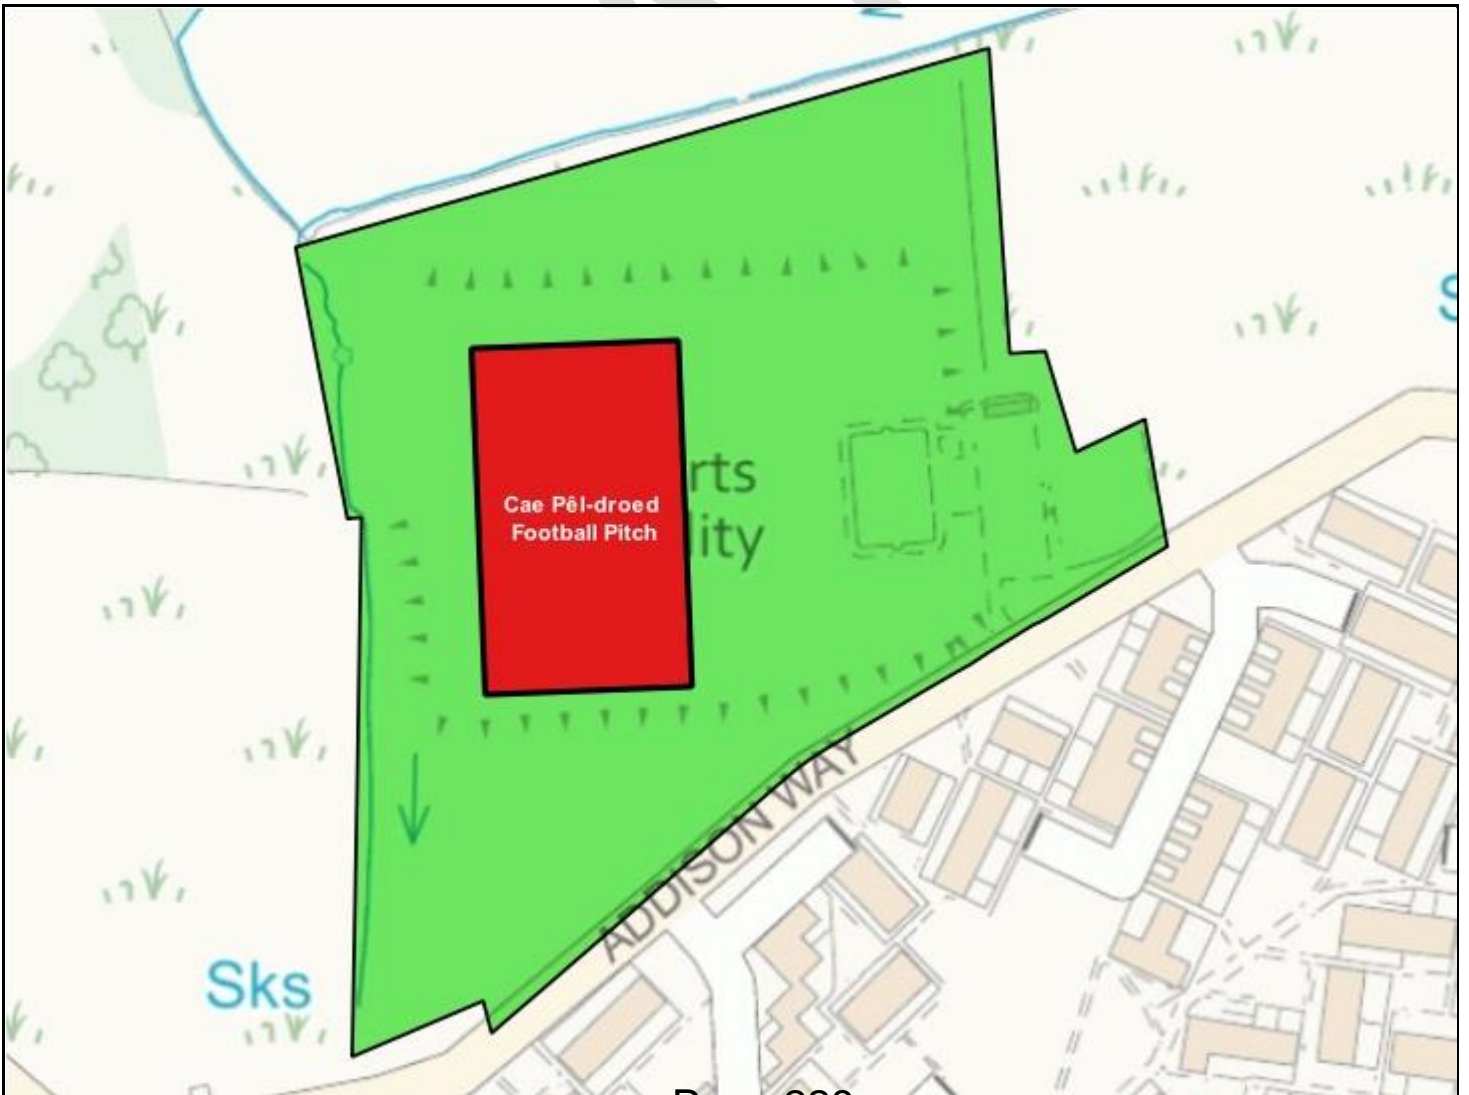 rts
lity
Cae Pêl-droed
Football Pitch
ADDISON WAY
Sks